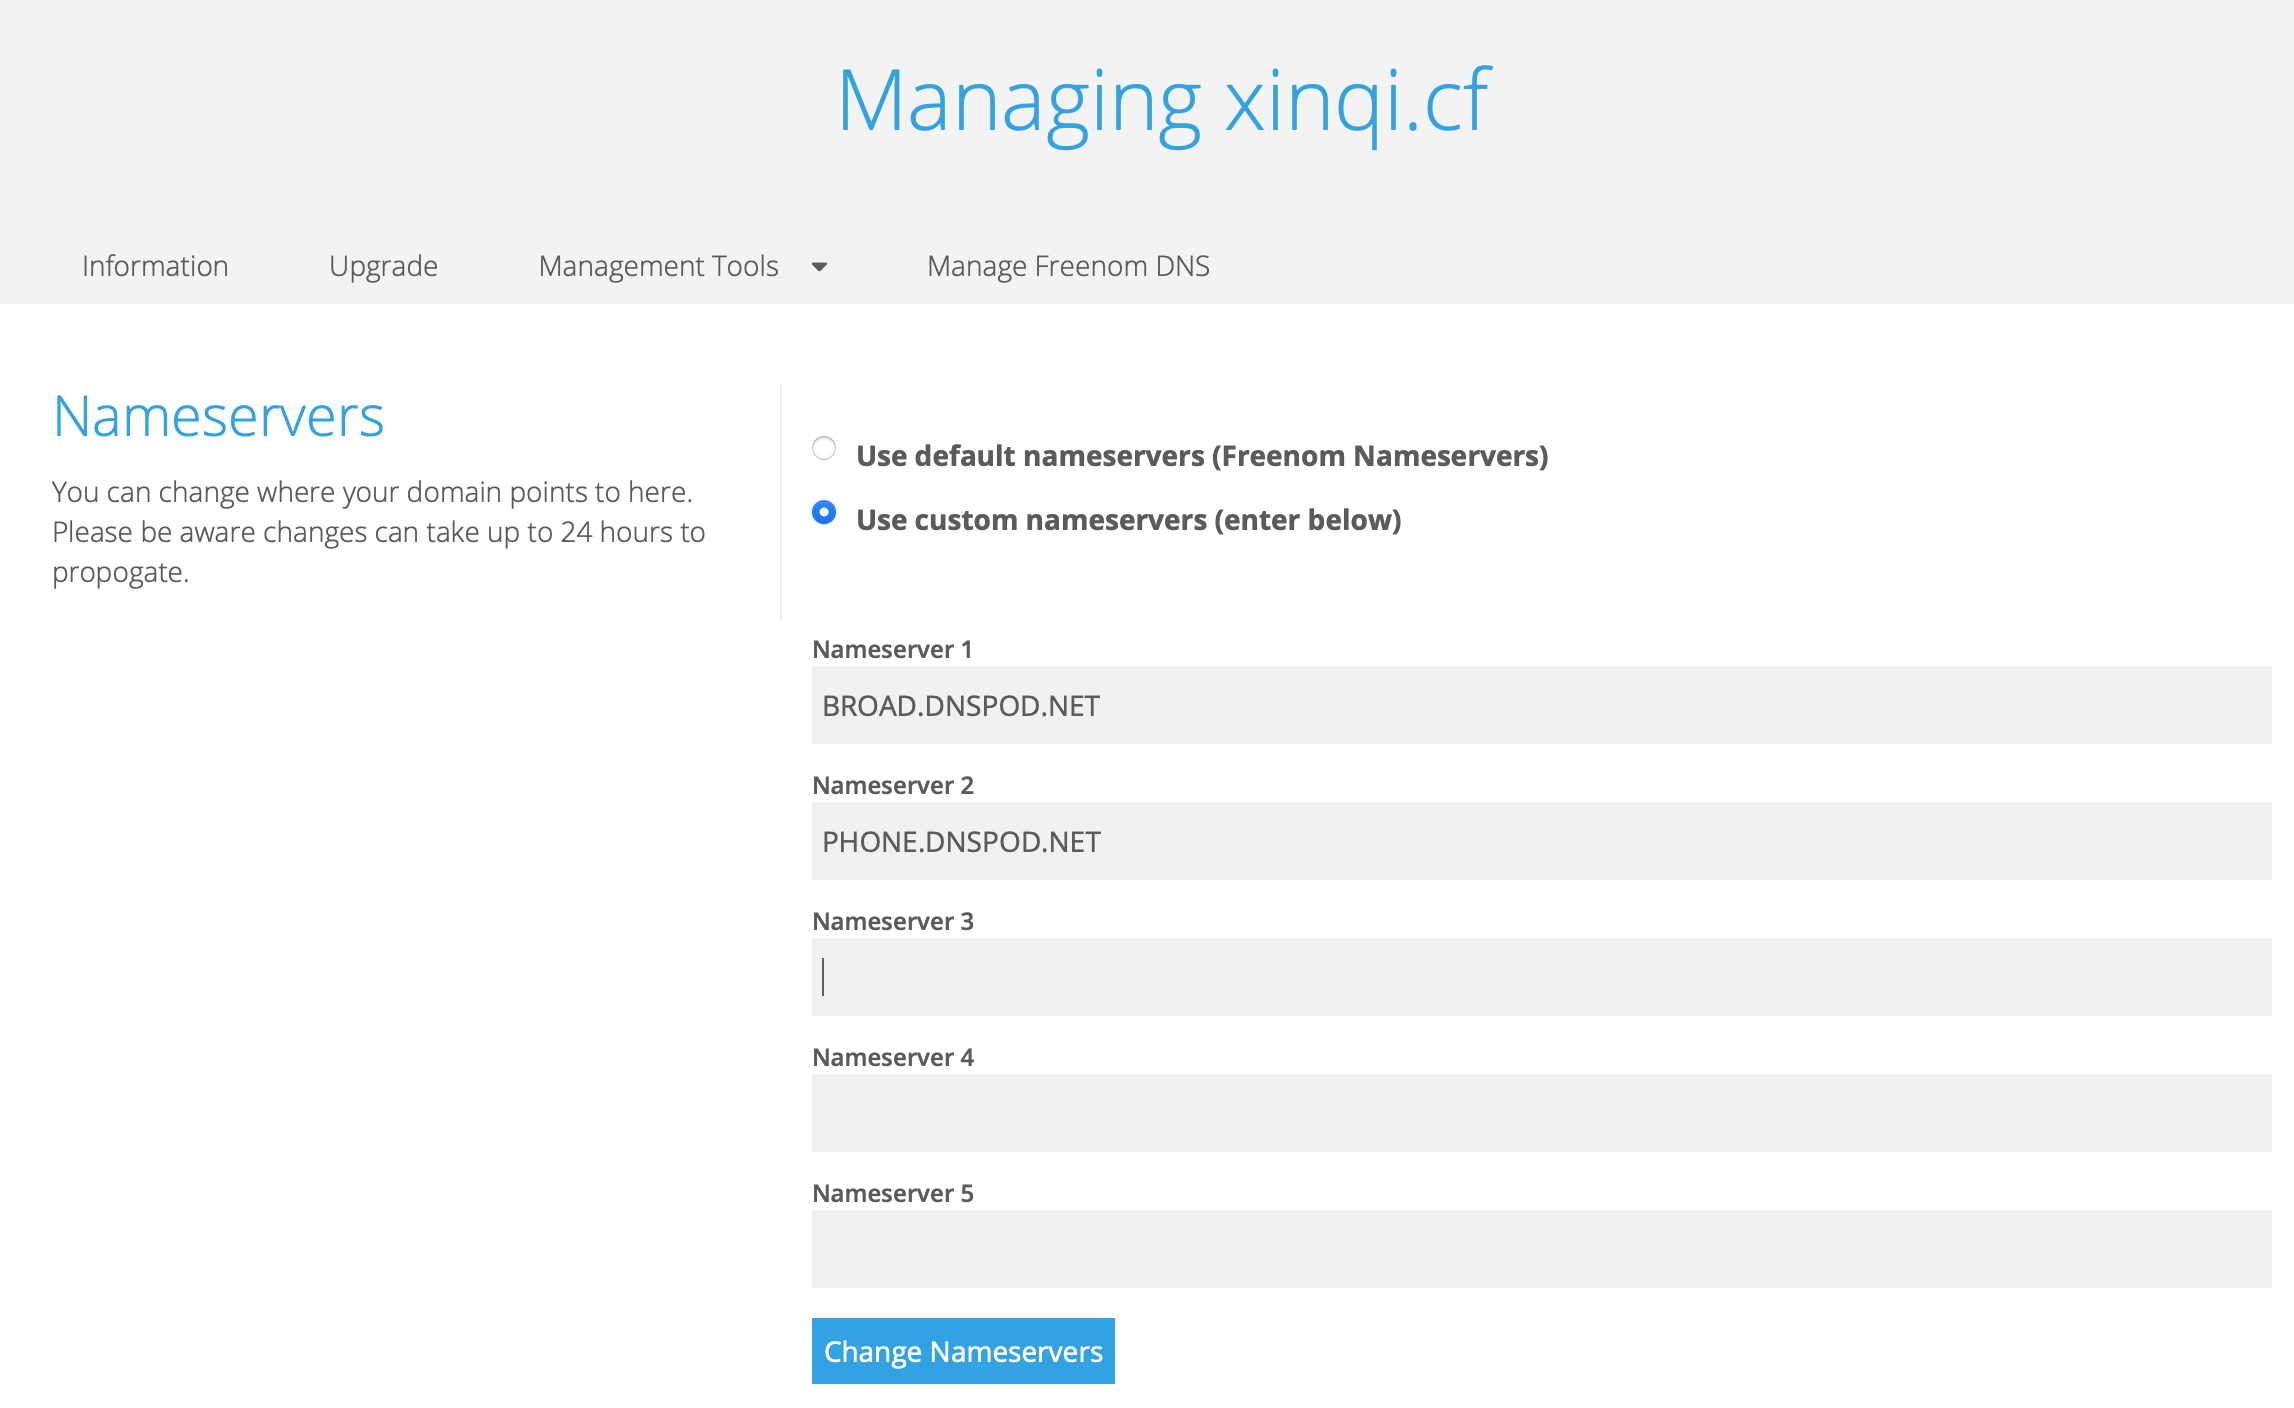 Managing xinqi.cf
Information Upgrade Management Tools Manage Freenom DNS
Nameservers
You can change where your domain points to here.
Please be aware changes can take up to 24 hours to
propogate.
Use default nameservers (Freenom Nameservers)
Use custom nameservers (enter below)
Nameserver 1
BROAD.DNSPOD.NET
Nameserver 2
PHONE.DNSPOD.NET
Nameserver 3
Nameserver 4
Nameserver 5
Change Nameservers